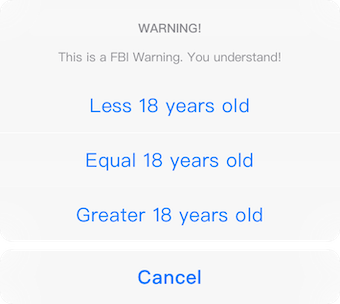 WARNING!
This is a FBI Warning. You understand!
Less 18 years old
Equal 18 years old
Greater 18 years old
Cancel